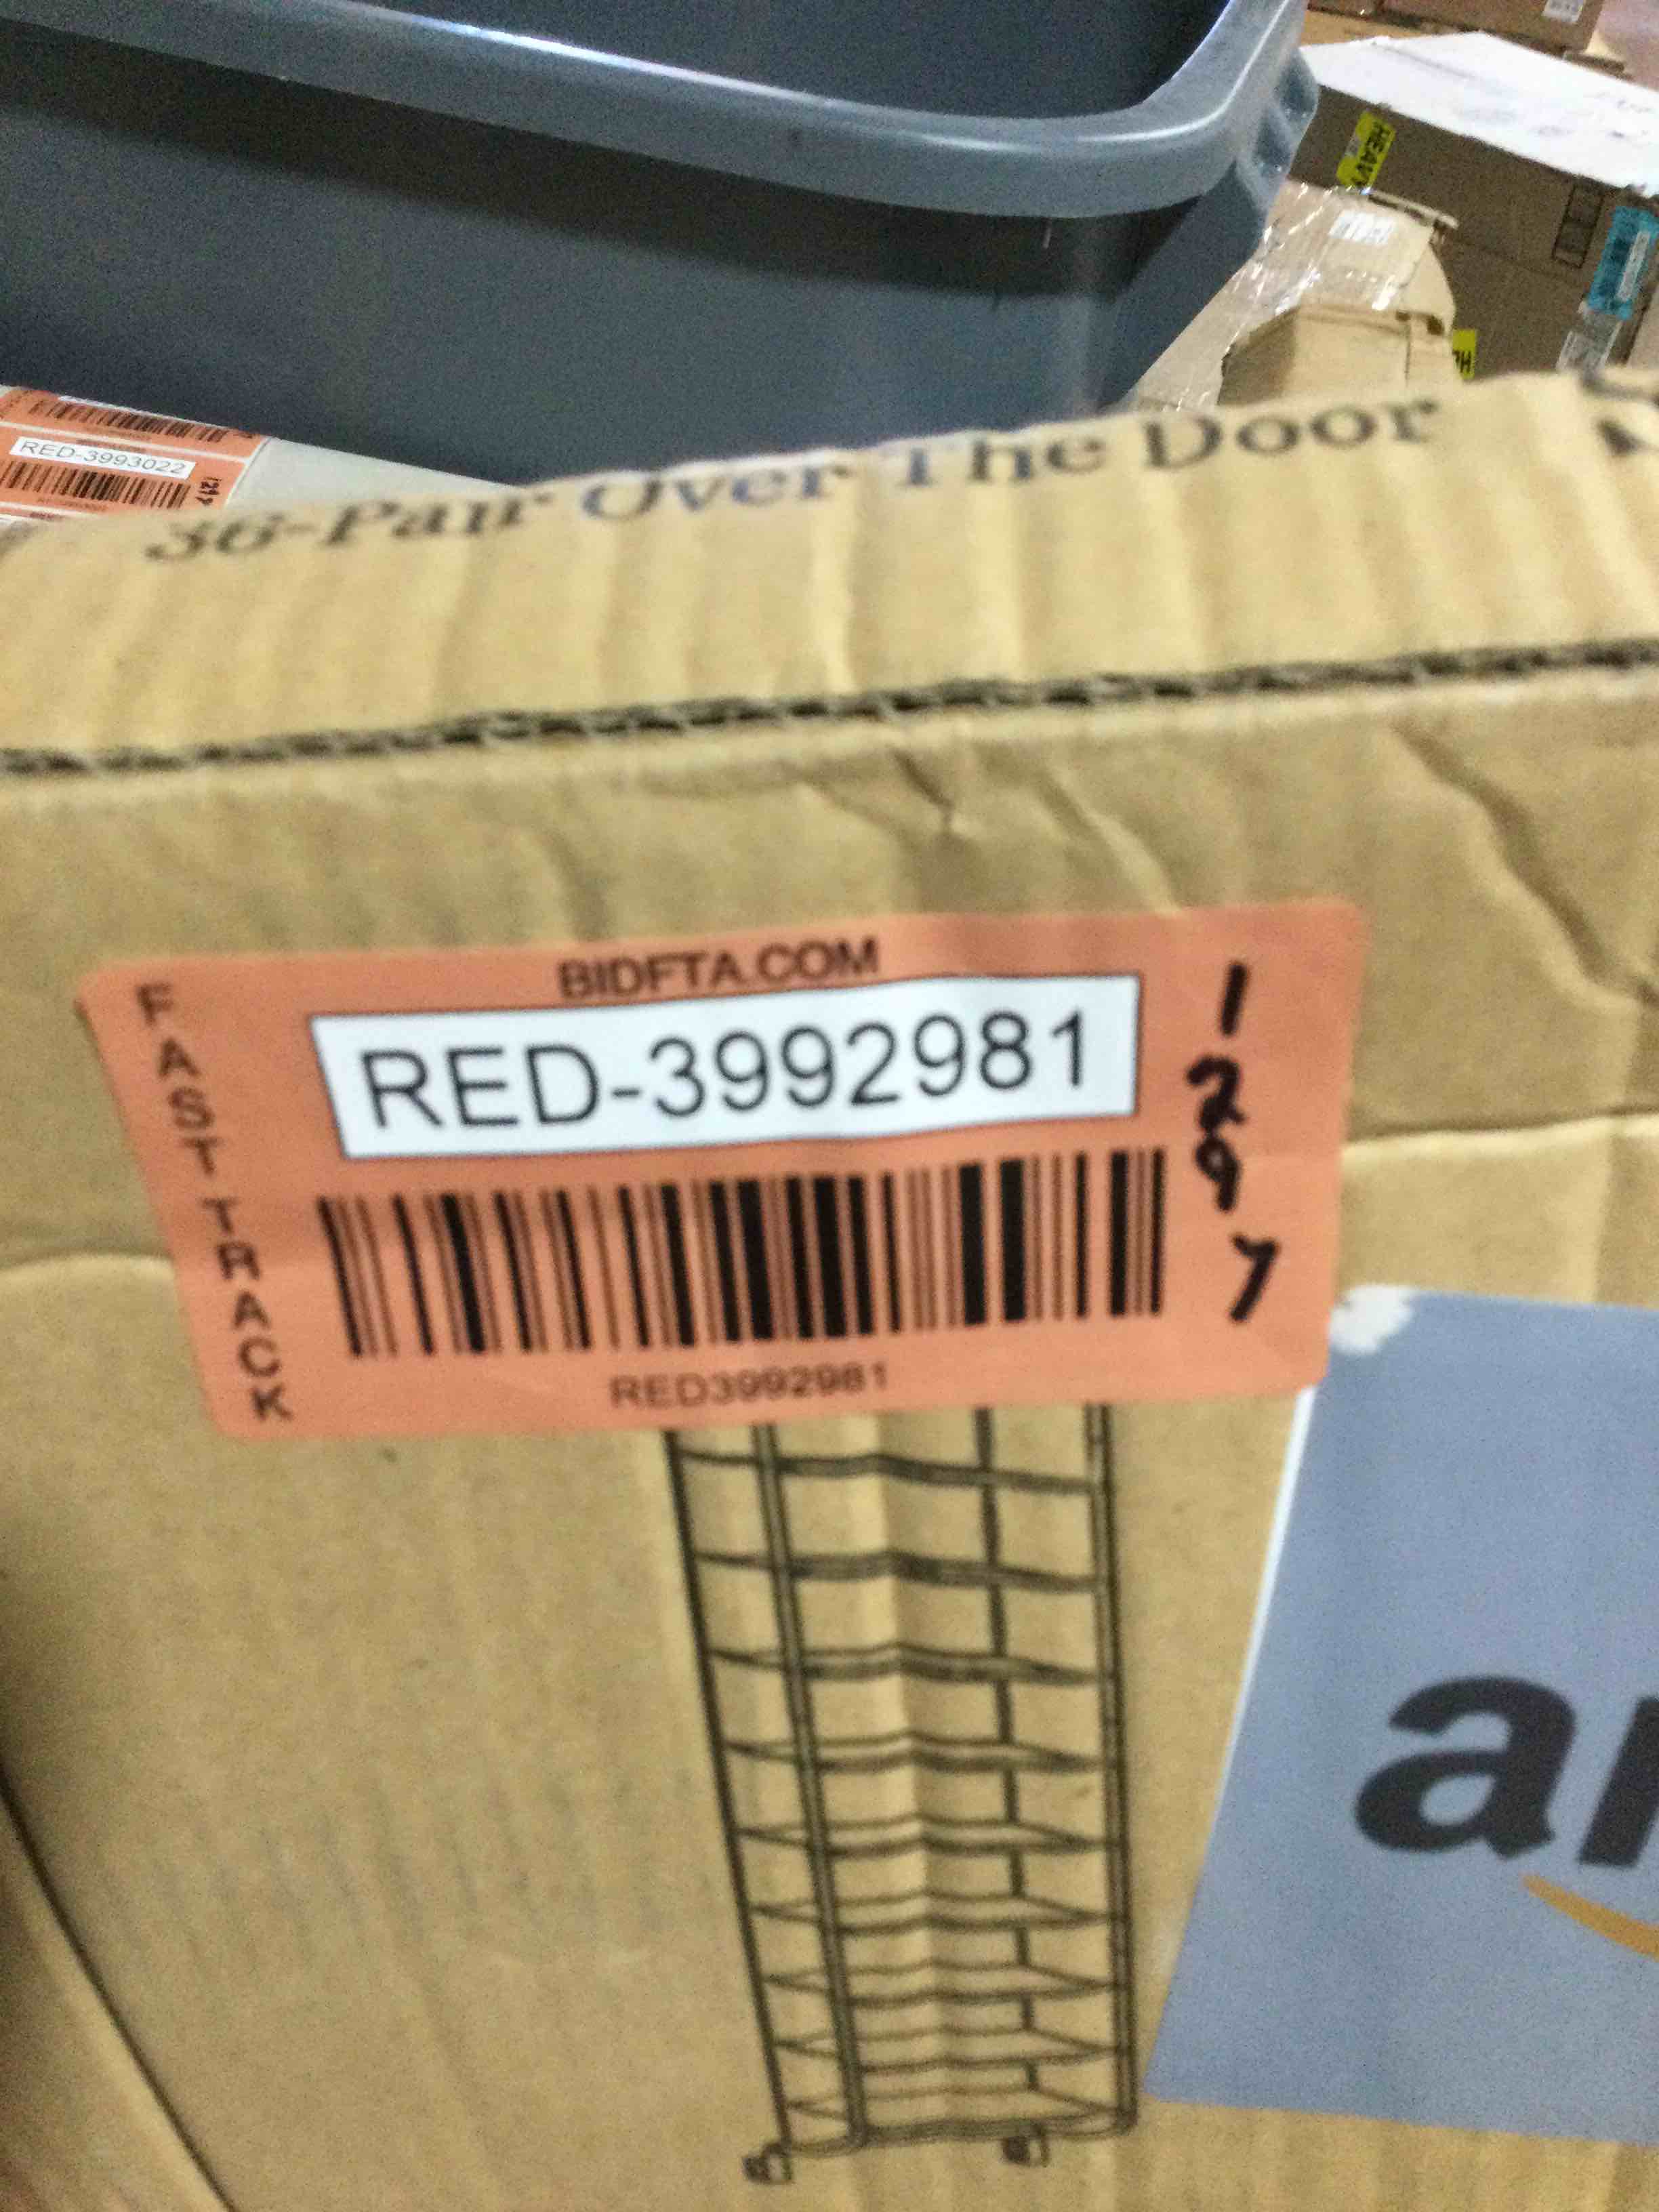 HEAVY
RED-3993022
36-Pair Over The Door
BIDFTA.COM
FAST TRACK
RED-3992981
1297
RED3992981